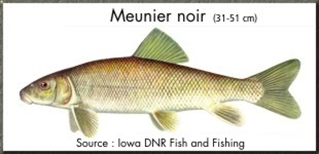 Meunier noir (31-51 cm)
Source : Iowa DNR Fish and Fishing